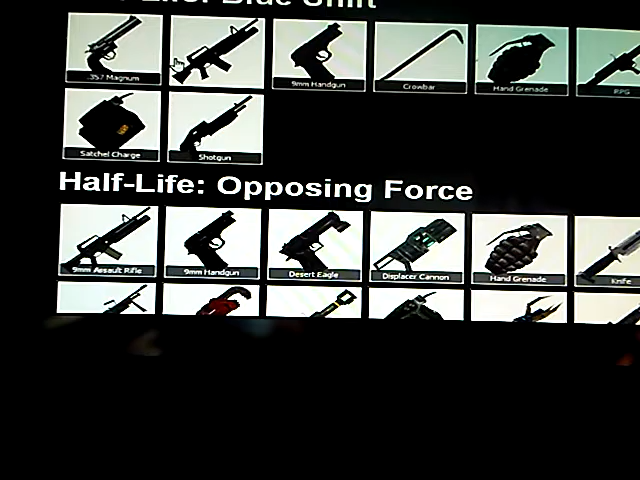 Life: Blue Shift
.357 Magnum
9mm Handgun
Crowbar
Hand Grenade
RPG
Satchel Charge
Shotgun
Half-Life: Opposing Force
9mm Assault Rifle
9mm Handgun
Desert Eagle
Displacer Cannon
Hand Grenade
Knife